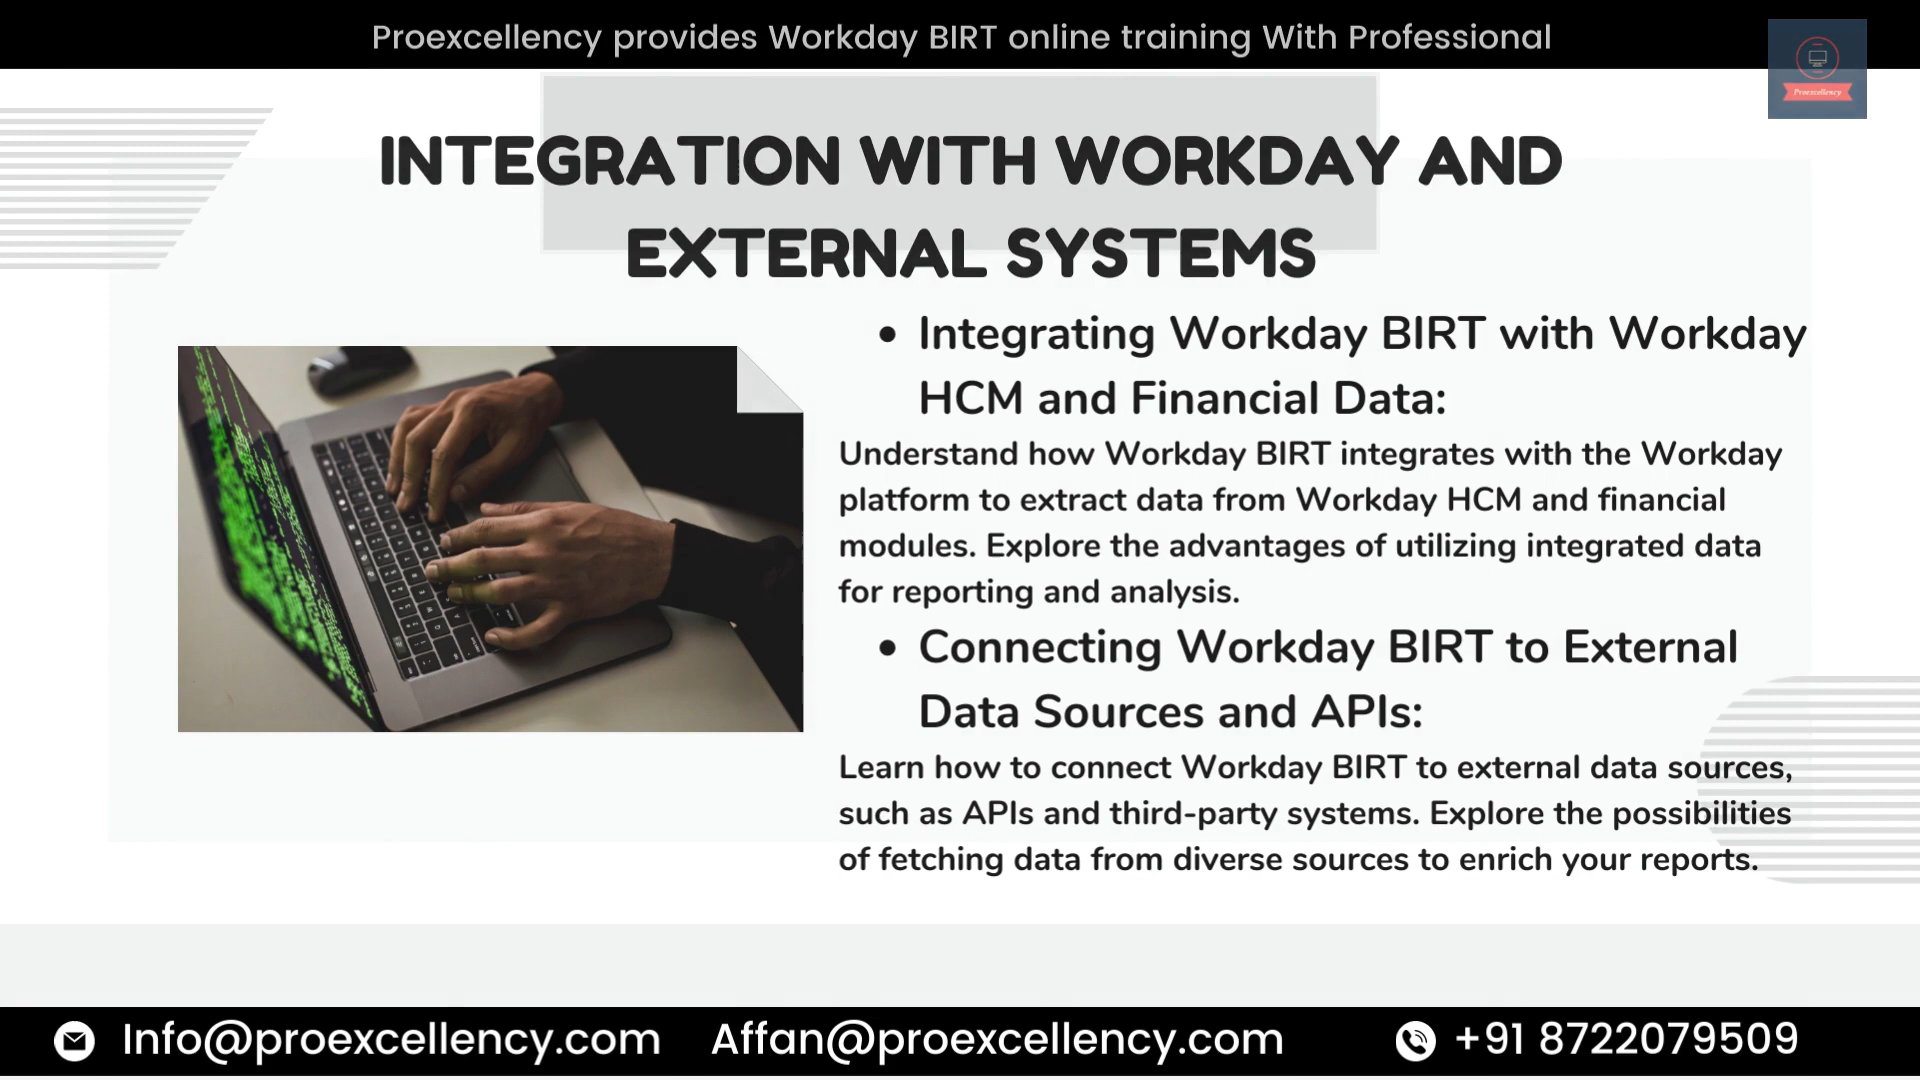 Proexcellency provides Workday BIRT online training With Professional
Proexcellency
INTEGRATION WITH WORKDAY AND
EXTERNAL SYSTEMS
• Integrating Workday BIRT with Workday
HCM and Financial Data:
Understand how Workday BIRT integrates with the Workday
platform to extract data from Workday HCM and financial
modules. Explore the advantages of utilizing integrated data
for reporting and analysis.
• Connecting Workday BIRT to External
Data Sources and APIs:
Learn how to connect Workday BIRT to external data sources,
such as APIs and third-party systems. Explore the possibilities
of fetching data from diverse sources to enrich your reports.
Info@proexcellency.com Affan@proexcellency.com +91 8722079509